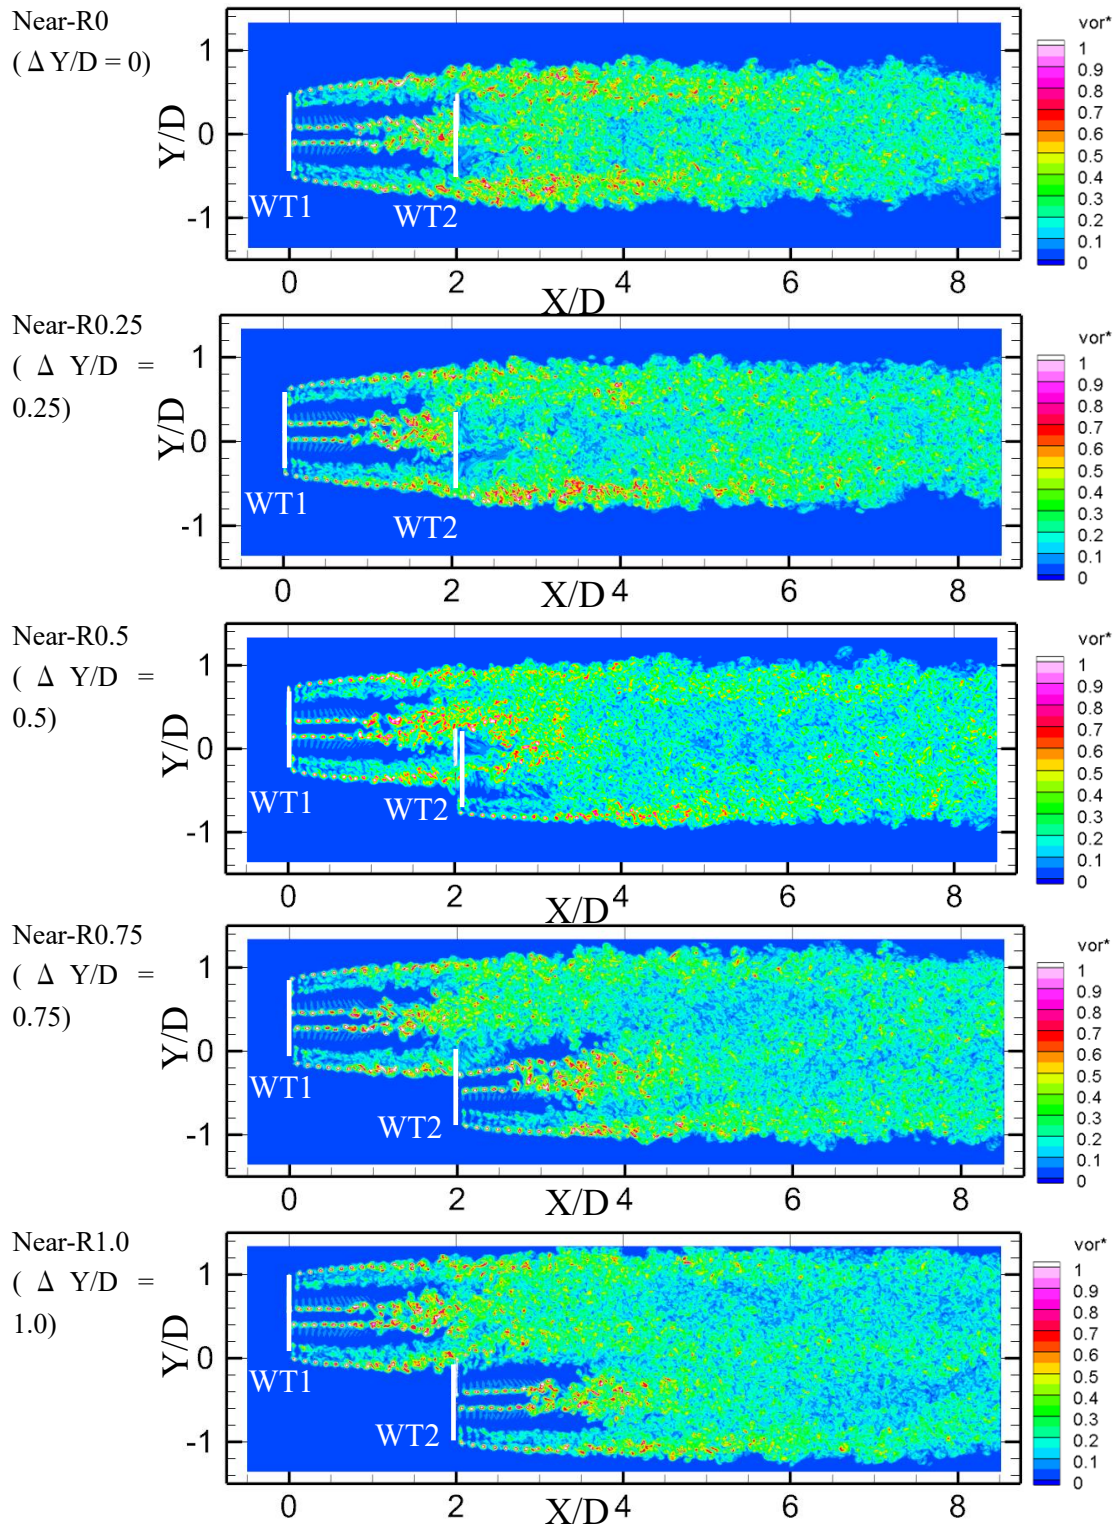 Near-R0
(Δ Y/D = 0)
Y/D
1
0
-1
WT1
WT2
0
2
4
6
8
X/D
vor*
1
0.9
0.8
0.7
0.6
0.5
0.4
0.3
0.2
0.1
0
Near-R0.25
( Δ Y/D =
0.25)
Y/D
1
0
-1
WT1
WT2
0
2
4
6
8
X/D
vor*
1
0.9
0.8
0.7
0.6
0.5
0.4
0.3
0.2
0.1
0
Near-R0.5
( Δ Y/D =
0.5)
Y/D
1
0
-1
WT1
WT2
0
2
4
6
8
X/D
vor*
1
0.9
0.8
0.7
0.6
0.5
0.4
0.3
0.2
0.1
0
Near-R0.75
( Δ Y/D =
0.75)
Y/D
1
0
-1
WT1
WT2
0
2
4
6
8
X/D
vor*
1
0.9
0.8
0.7
0.6
0.5
0.4
0.3
0.2
0.1
0
Near-R1.0
( Δ Y/D =
1.0)
Y/D
1
0
-1
WT1
WT2
0
2
4
6
8
X/D
vor*
1
0.9
0.8
0.7
0.6
0.5
0.4
0.3
0.2
0.1
0